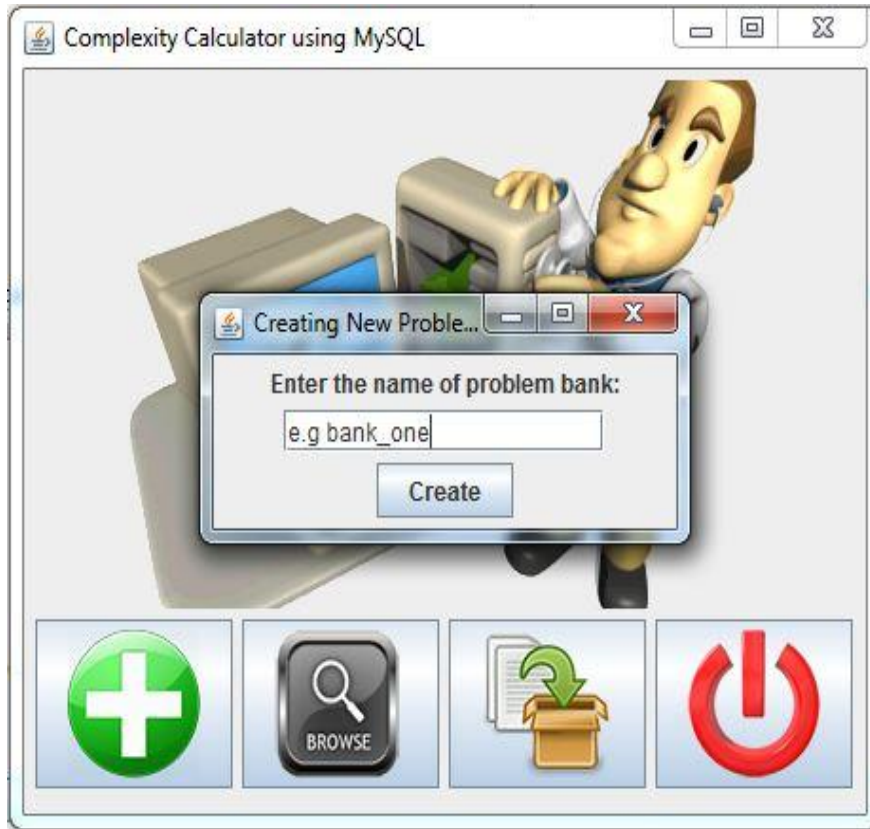 Complexity Calculator using MySQL
Creating New Proble...
Enter the name of problem bank:
e.g bank_one
Create
BROWSE